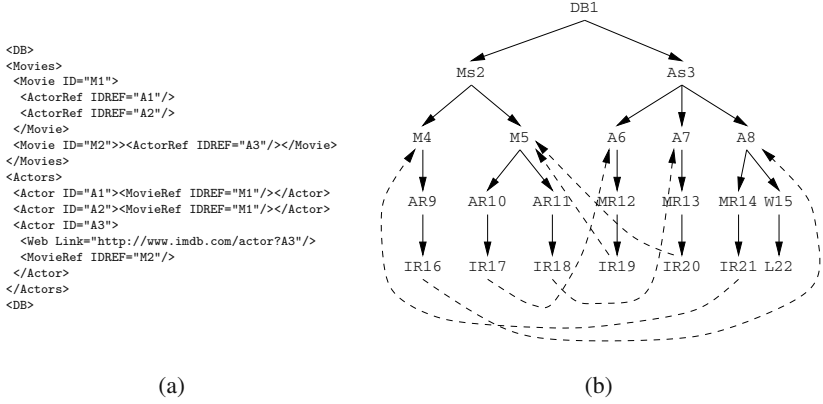 <DB>
<Movies>
<Movie ID="M1">
<ActorRef IDREF="A1"/>
<ActorRef IDREF="A2"/>
</Movie>
<Movie ID="M2">><ActorRef IDREF="A3"/></Movie>
</Movies>
<Actors>
<Actor ID="A1"><MovieRef IDREF="M1"/></Actor>
<Actor ID="A2"><MovieRef IDREF="M1"/></Actor>
<Actor ID="A3">
<Web Link="http://www.imdb.com/actor?A3"/>
<MovieRef IDREF="M2"/>
</Actor>
</Actors>
<DB>
(a)
DB1
Ms2 As3
M4 M5 A6 A7 A8
AR9 AR10 AR11 MR12 MR13 MR14 W15
IR16 IR17 IR18 IR19 IR20 IR21 L22
(b)